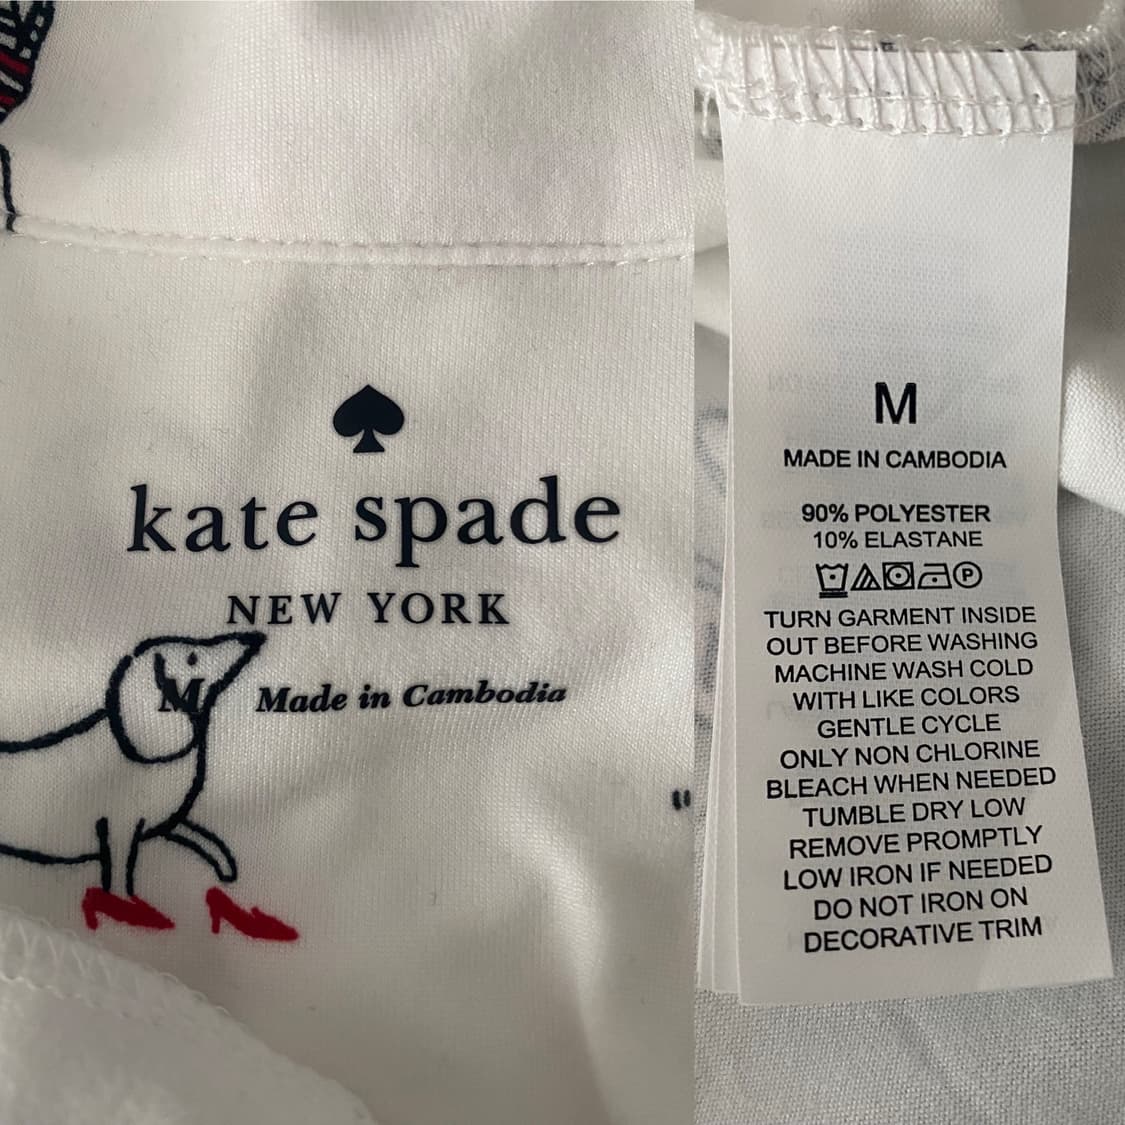 kate spade
NEW YORK
M Made in Cambodia
M
MADE IN CAMBODIA
90% POLYESTER
10% ELASTANE
P
TURN GARMENT INSIDE
OUT BEFORE WASHING
MACHINE WASH COLD
WITH LIKE COLORS
GENTLE CYCLE
ONLY NON CHLORINE
BLEACH WHEN NEEDED
TUMBLE DRY LOW
REMOVE PROMPTLY
LOW IRON IF NEEDED
DO NOT IRON ON
DECORATIVE TRIM